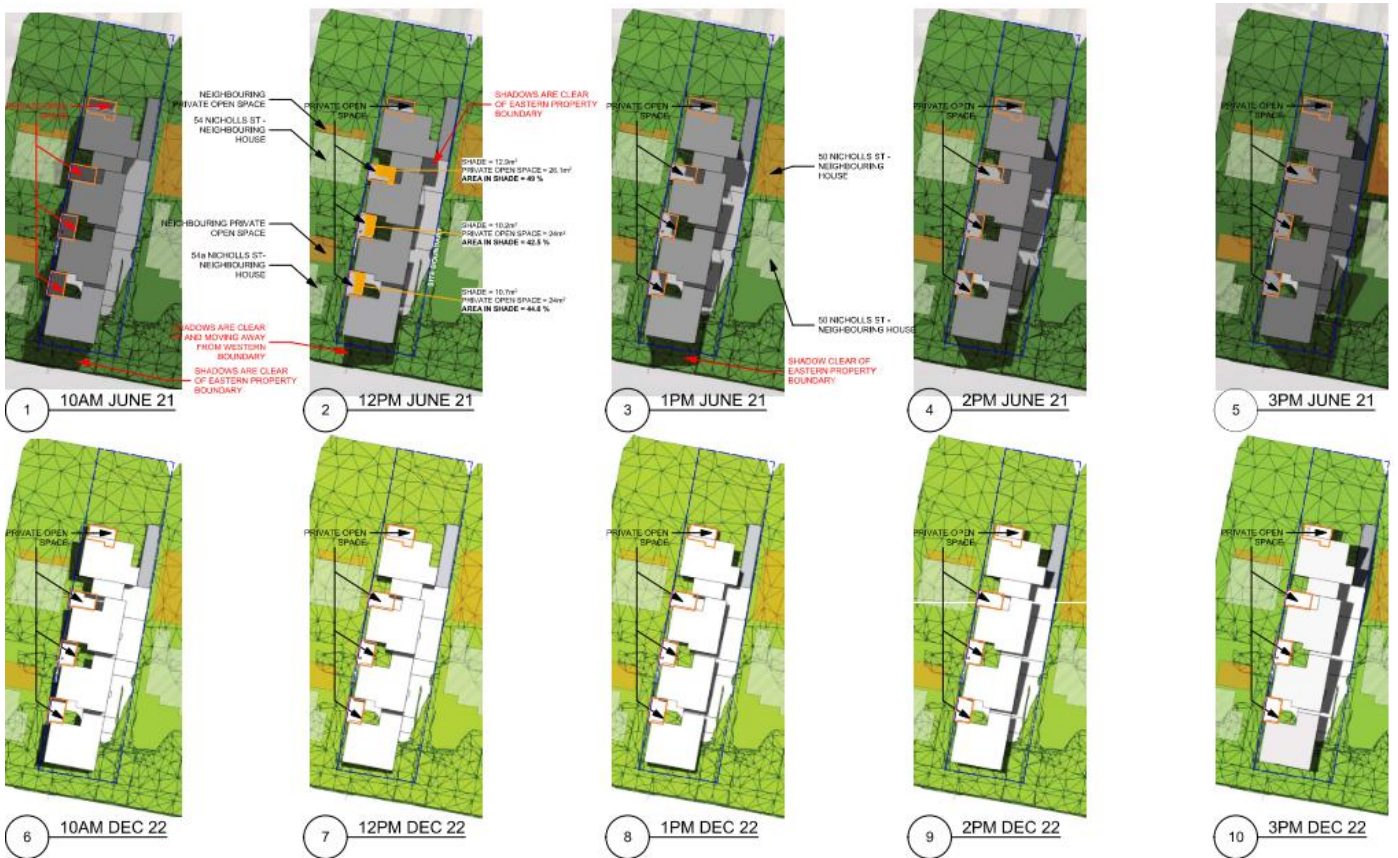 PRIVATE OPEN
SPACE
NEIGHBOURING
PRIVATE OPEN SPACE
54 NICHOLLS ST -
NEIGHBOURING
HOUSE
NEIGHBOURING PRIVATE
OPEN SPACE
54a NICHOLLS ST-
NEIGHBOURING
HOUSE
SHADOWS ARE CLEAR
AND MOVING AWAY
FROM WESTERN
BOUNDARY
SHADOWS ARE CLEAR
OF EASTERN PROPERTY
BOUNDARY
1 10AM JUNE 21
PRIVATE OPEN
SPACE
SHADOWS ARE CLEAR
OF EASTERN PROPERTY
BOUNDARY
SHADE = 12.9m²
PRIVATE OPEN SPACE = 26.1m²
AREA IN SHADE = 49 %
SHADE = 10.2m²
PRIVATE OPEN SPACE = 24m²
AREA IN SHADE = 42.5 %
SHADE = 10.7m²
PRIVATE OPEN SPACE = 24m²
AREA IN SHADE = 44.6 %
2 12PM JUNE 21
PRIVATE OPEN
SPACE
50 NICHOLLS ST -
NEIGHBOURING
HOUSE
50 NICHOLLS ST -
NEIGHBOURING HOUSE
SHADOW CLEAR OF
EASTERN PROPERTY
BOUNDARY
3 1PM JUNE 21
PRIVATE OPEN
SPACE
4 2PM JUNE 21
PRIVATE OPEN
SPACE
5 3PM JUNE 21
PRIVATE OPEN
SPACE
6 10AM DEC 22
PRIVATE OPEN
SPACE
7 12PM DEC 22
PRIVATE OPEN
SPACE
8 1PM DEC 22
PRIVATE OPEN
SPACE
9 2PM DEC 22
PRIVATE OPEN
SPACE
10 3PM DEC 22